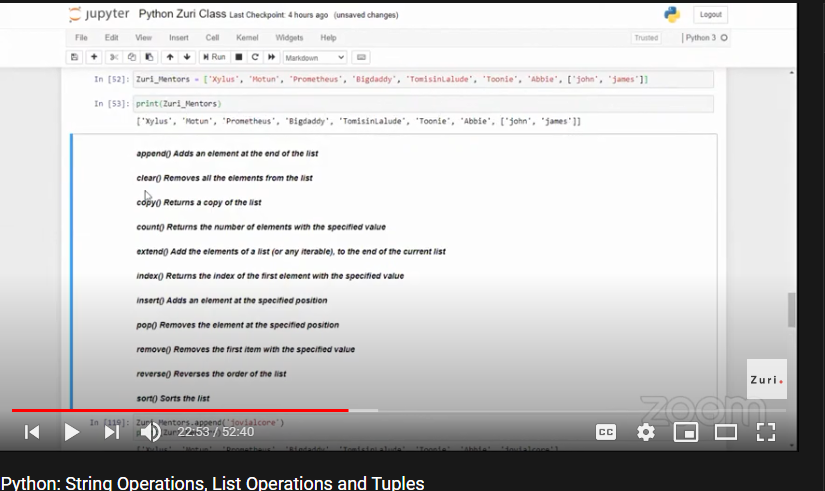 jupyter Python Zuri Class Last Checkpoint: 4 hours ago (unsaved changes)
Logout
File Edit View Insert Cell Kernel Widgets Help
Trusted
Python 3
Run
Markdown
In [52]: Zuri_Mentors = ['Xylus', 'Motun', 'Prometheus', 'Bigdaddy', 'TomisinLalude', 'Toonie', 'Abbie', ['john', 'james']]
In [53]: print(Zuri_Mentors)
['Xylus', 'Motun', 'Prometheus', 'Bigdaddy', 'TomisinLalude', 'Toonie', 'Abbie', ['john', 'james']]
append() Adds an element at the end of the list
clear() Removes all the elements from the list
copy() Returns a copy of the list
count() Returns the number of elements with the specified value
extend() Add the elements of a list (or any iterable), to the end of the current list
index() Returns the index of the first element with the specified value
insert() Adds an element at the specified position
pop() Removes the element at the specified position
remove() Removes the first item with the specified value
reverse() Reverses the order of the list
sort() Sorts the list
Zuri.
zoom
In [110]: Zuri_Mentors.append('jovialcore')
22:53 / 52:40
CC
['Xylus', 'Motun', 'Prometheus', 'Bigdaddy', 'TomisinLalude', 'Toonie', 'Abbie', 'jovialcore']
Python: String Operations, List Operations and Tuples